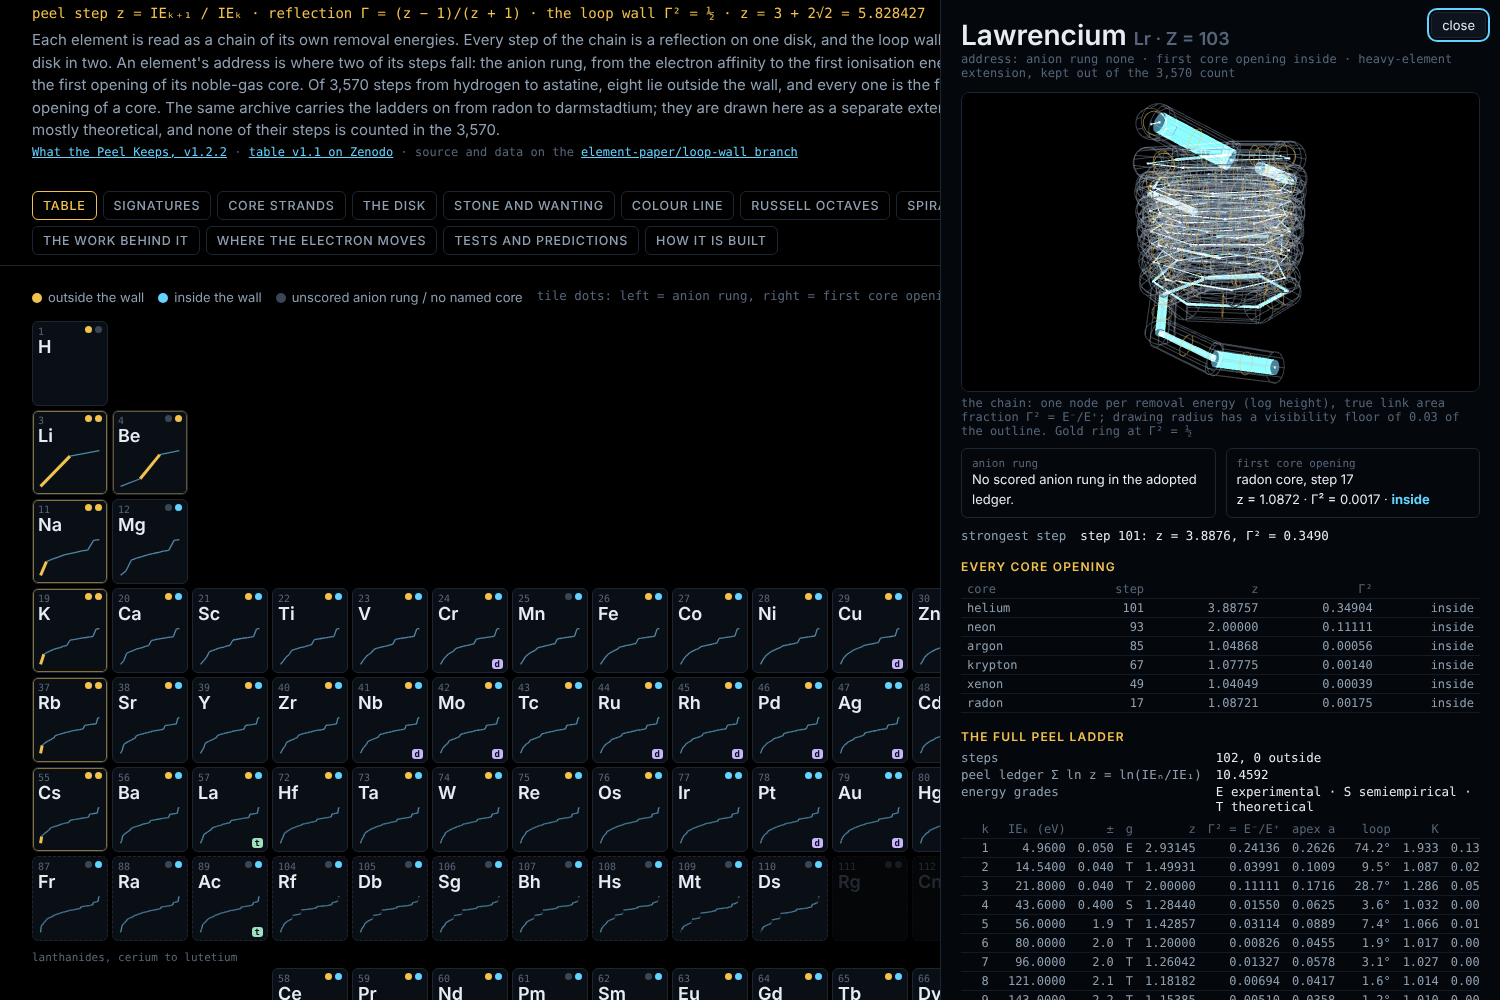 peel step z = IEₖ₊₁ / IEₖ · reflection Γ = (z − 1)/(z + 1) · the loop wall Γ² = ½ · z = 3 + 2√2 = 5.828427
Each element is read as a chain of its own removal energies. Every step of the chain is a reflection on one disk, and the loop wall
disk in two. An element's address is where two of its steps fall: the anion rung, from the electron affinity to the first ionisation
the first opening of its noble-gas core. Of 3,570 steps from hydrogen to astatine, eight lie outside the wall, and every one is the
opening of a core. The same archive carries the ladders on from radon to darmstadtium; they are drawn here as a separate
mostly theoretical, and none of their steps is counted in the 3,570.
What the Peel Keeps, v1.2.2 · table v1.1 on Zenodo · source and data on the element-paper/loop-wall branch
TABLE SIGNATURES CORE STRANDS THE DISK STONE AND WANTING COLOUR LINE RUSSELL OCTAVES
THE WORK BEHIND IT WHERE THE ELECTRON MOVES TESTS AND PREDICTIONS HOW IT IS BUILT
outside the wall inside the wall unscored anion rung / no named core tile dots: left = anion rung, right = first core
1
H
3 4
Li Be
11 12
Na Mg
19 20 21 22 23 24 25 26 27 28 29 30
K Ca Sc Ti V Cr Mn Fe Co Ni Cu Zn
d d
37 38 39 40 41 42 43 44 45 46 47 48
Rb Sr Y Zr Nb Mo Tc Ru Rh Pd Ag Cd
d d d d d d
55 56 57 72 73 74 75 76 77 78 79 80
Cs Ba La Hf Ta W Re Os Ir Pt Au Hg
t d d
87 88 89 104 105 106 107 108 109 110 111 112
Fr Ra Ac Rf Db Sg Bh Hs Mt Ds Rg Cn
t
lanthanides, cerium to lutetium
58 59 60 61 62 63 64 65 66
Ce Pr Nd Pm Sm Eu Gd Tb Dy
close
Lawrencium Lr · Z = 103
address: anion rung none · first core opening inside · heavy-element
extension, kept out of the 3,570 count
the chain: one node per removal energy (log height), true link area
fraction Γ² = E⁻/E⁺; drawing radius has a visibility floor of 0.03 of
the outline. Gold ring at Γ² = ½
anion rung
No scored anion rung in the adopted
ledger.
first core opening
radon core, step 17
z = 1.0872 · Γ² = 0.0017 · inside
strongest step step 101: z = 3.8876, Γ² = 0.3490
EVERY CORE OPENING
core step z Γ²
helium 101 3.88757 0.34904 inside
neon 93 2.00000 0.11111 inside
argon 85 1.04868 0.00056 inside
krypton 67 1.07775 0.00140 inside
xenon 49 1.04049 0.00039 inside
radon 17 1.08721 0.00175 inside
THE FULL PEEL LADDER
steps 102, 0 outside
peel ledger Σ ln z = ln(IEₙ/IE₁) 10.4592
energy grades E experimental · S semiempirical ·
T theoretical
k IEₖ (eV) ± g z Γ² = E⁻/E⁺ apex a loop K
1 4.9600 0.050 E 2.93145 0.24136 0.2626 74.2° 1.933 0.13
2 14.5400 0.040 T 1.49931 0.03991 0.1009 9.5° 1.087 0.02
3 21.8000 0.040 T 2.00000 0.11111 0.1716 28.7° 1.286 0.05
4 43.6000 0.400 S 1.28440 0.01550 0.0625 3.6° 1.032 0.00
5 56.0000 1.9 T 1.42857 0.03114 0.0889 7.4° 1.066 0.01
6 80.0000 2.0 T 1.20000 0.00826 0.0455 1.9° 1.017 0.00
7 96.0000 2.0 T 1.26042 0.01327 0.0578 3.1° 1.027 0.00
8 121.0000 2.1 T 1.18182 0.00694 0.0417 1.6° 1.014 0.00